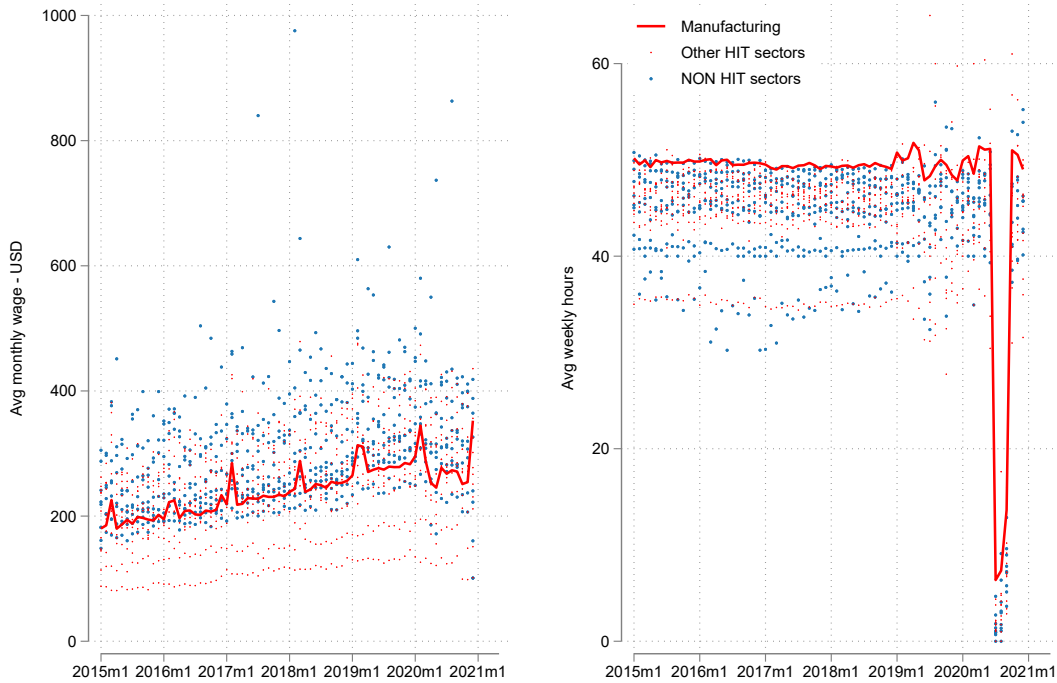 Avg monthly wage - USD
1000
800
600
400
200
0
2015m1 2016m1 2017m1 2018m1 2019m1 2020m1 2021m1
Manufacturing
Other HIT sectors
NON HIT sectors
Avg weekly hours
60
40
20
0
2015m1 2016m1 2017m1 2018m1 2019m1 2020m1 2021m1